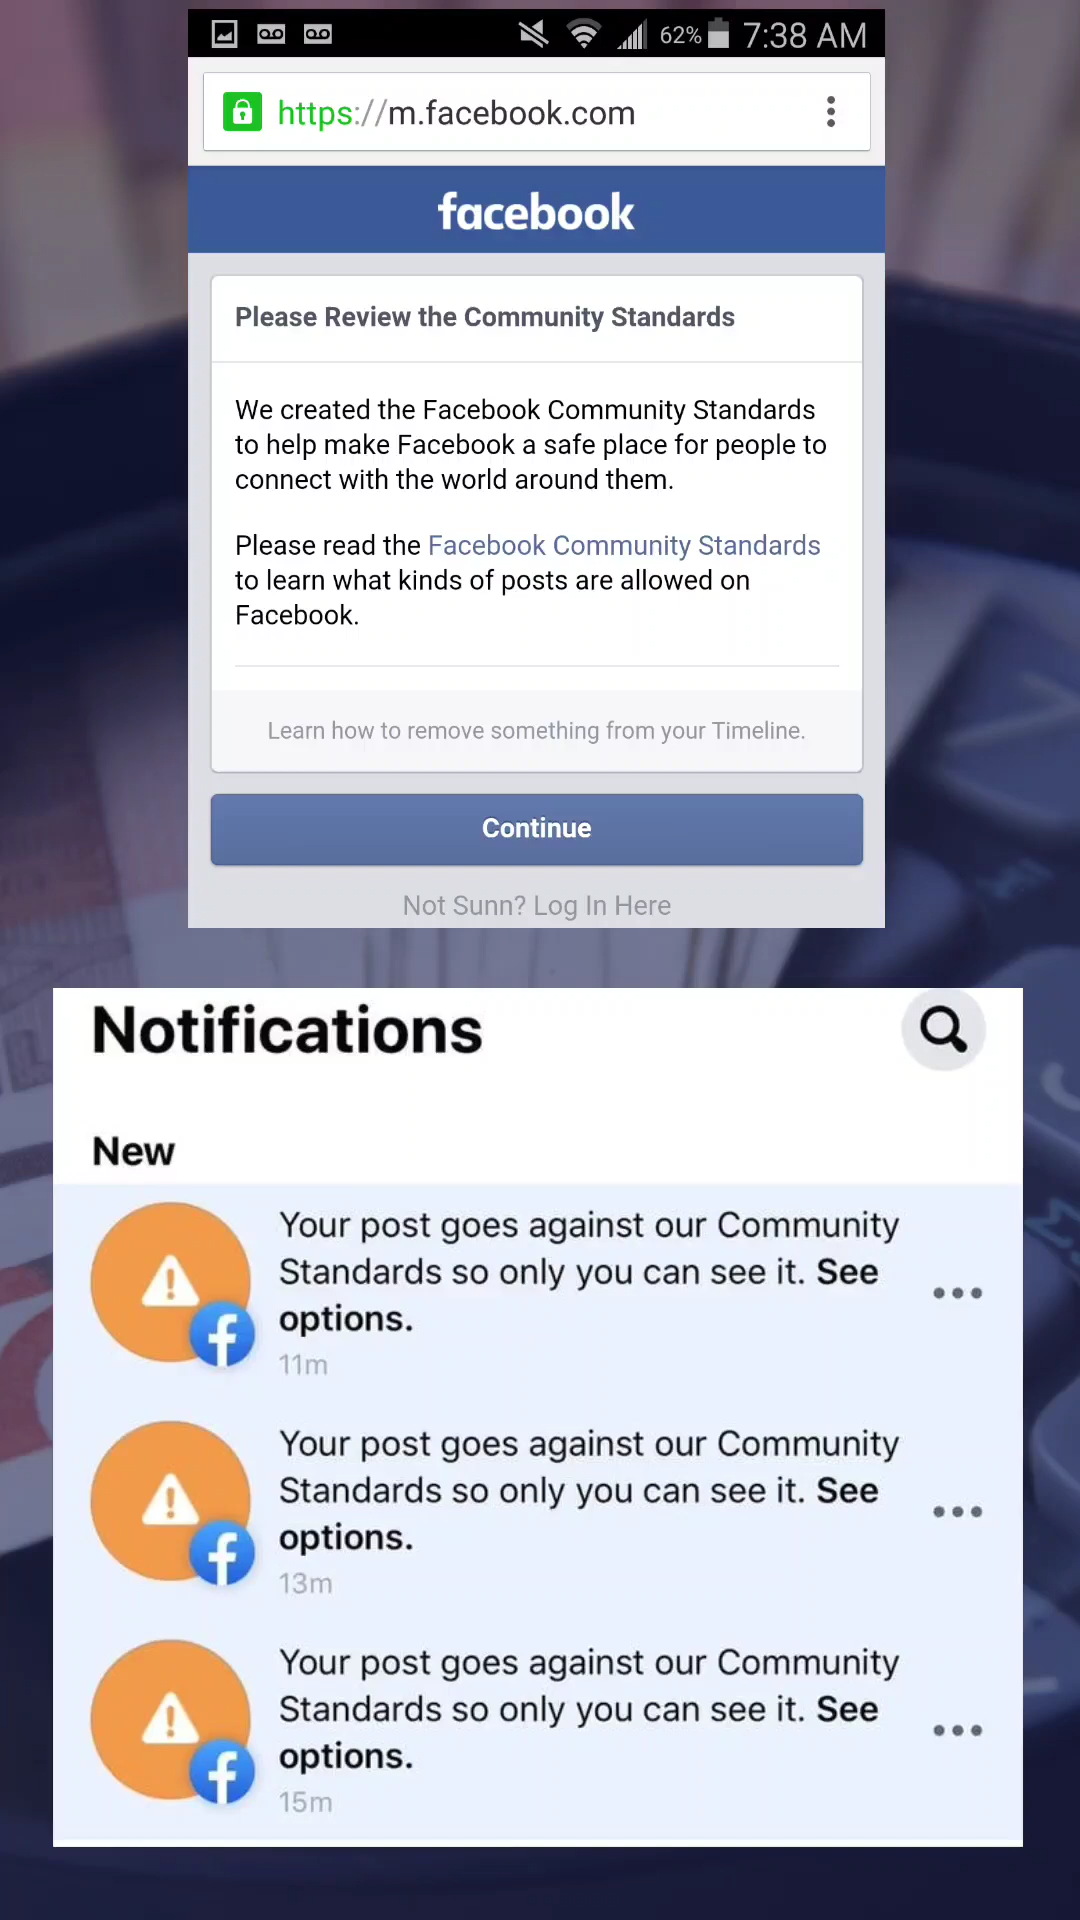 62% 7:38 AM
https://m.facebook.com
facebook
Please Review the Community Standards
We created the Facebook Community Standards
to help make Facebook a safe place for people to
connect with the world around them.
Please read the Facebook Community Standards
to learn what kinds of posts are allowed on
Facebook.
Learn how to remove something from your Timeline.
Continue
Not Sunn? Log In Here
Notifications
New
Your post goes against our Community
Standards so only you can see it. See
options.
11m
Your post goes against our Community
Standards so only you can see it. See
options.
13m
Your post goes against our Community
Standards so only you can see it. See
options.
15m